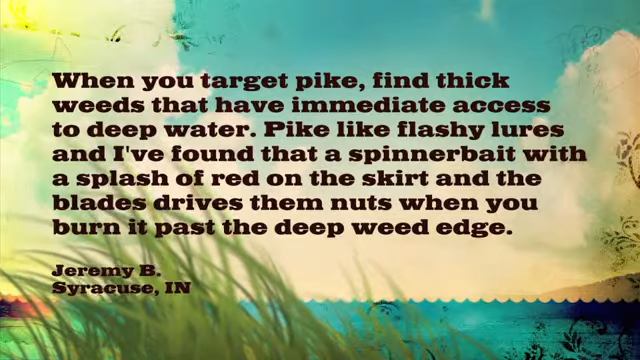 When you target pike, find thick
weeds that have immediate access
to deep water. Pike like flashy lures
and I've found that a spinnerbait with
a splash of red on the skirt and the
blades drives them nuts when you
burn it past the deep weed edge.
Jeremy B.
Syracuse, IN